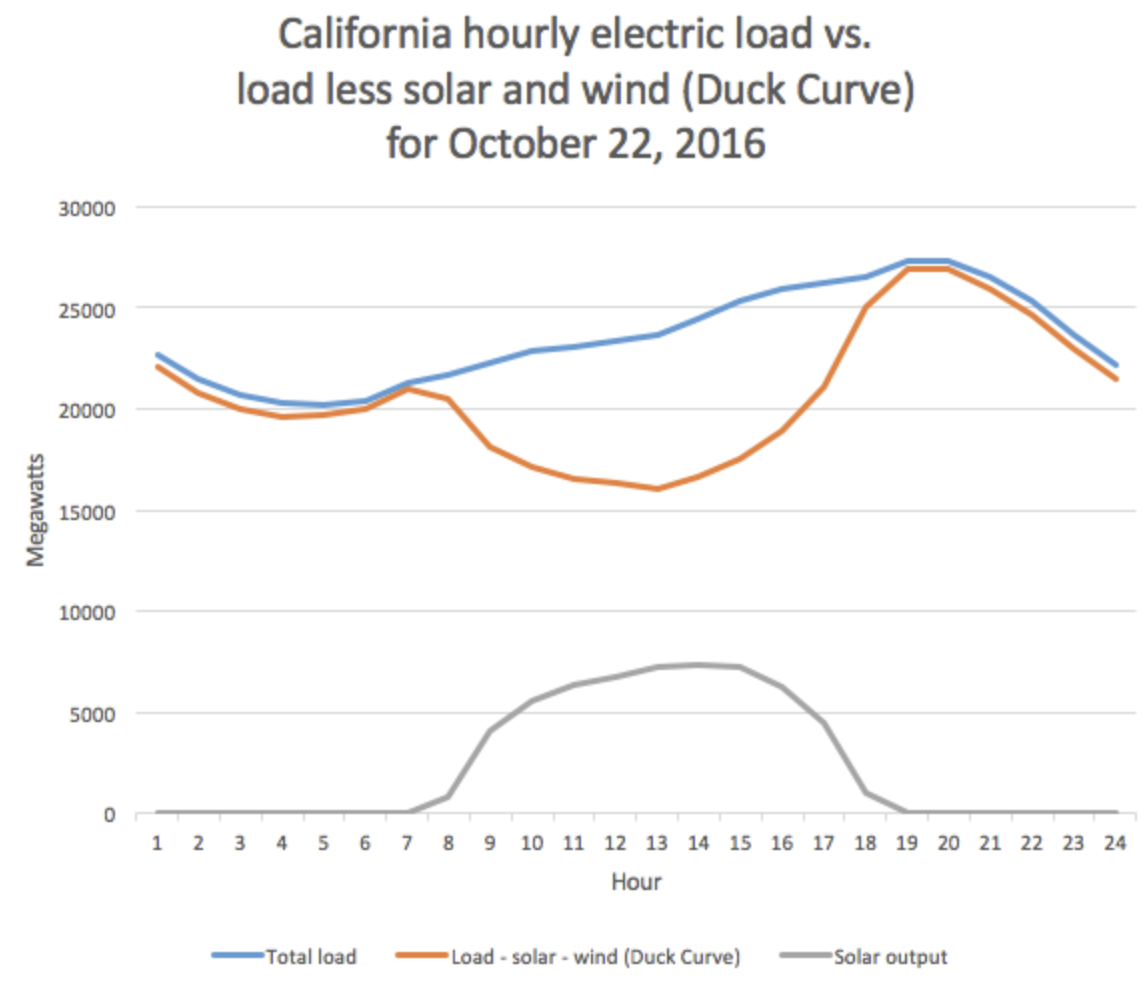 California hourly electric load vs.
load less solar and wind (Duck Curve)
for October 22, 2016
30000
25000
20000
15000
10000
5000
0
Megawatts
1 2 3 4 5 6 7 8 9 10 11 12 13 14 15 16 17 18 19 20 21 22 23 24
Hour
Total load Load - solar - wind (Duck Curve) Solar output